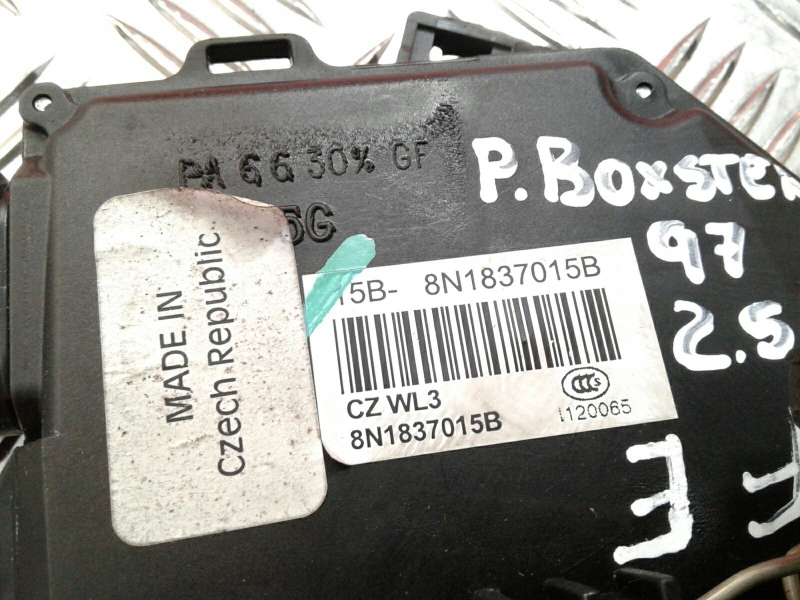 PA 66 30% GF
5G
P. BOXSTER
97
2.5
MADE IN
Czech Republic
15B- 8N1837015B
CZ WL3
8N1837015B
CCC S
I120065
E F